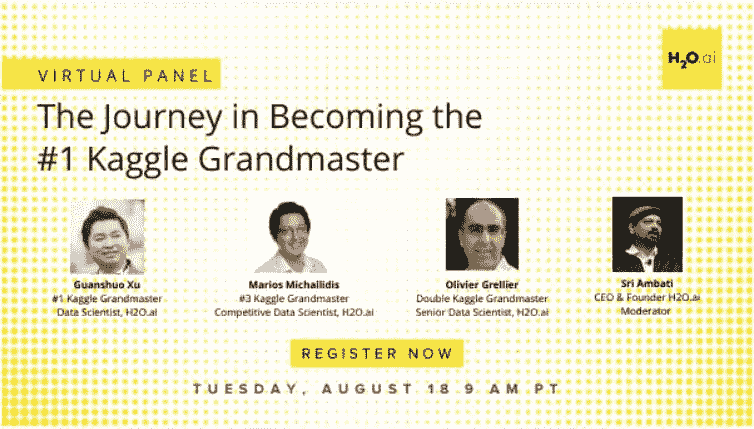 H2O.ai
VIRTUAL PANEL
The Journey in Becoming the
#1 Kaggle Grandmaster
Guanshuo Xu
#1 Kaggle Grandmaster
Data Scientist, H2O.ai
Marios Michailidis
#3 Kaggle Grandmaster
Competitive Data Scientist, H2O.ai
Olivier Grellier
Double Kaggle Grandmaster
Senior Data Scientist, H2O.ai
Sri Ambati
CEO & Founder H2O.ai
Moderator
REGISTER NOW
TUESDAY, AUGUST 18 9 AM PT